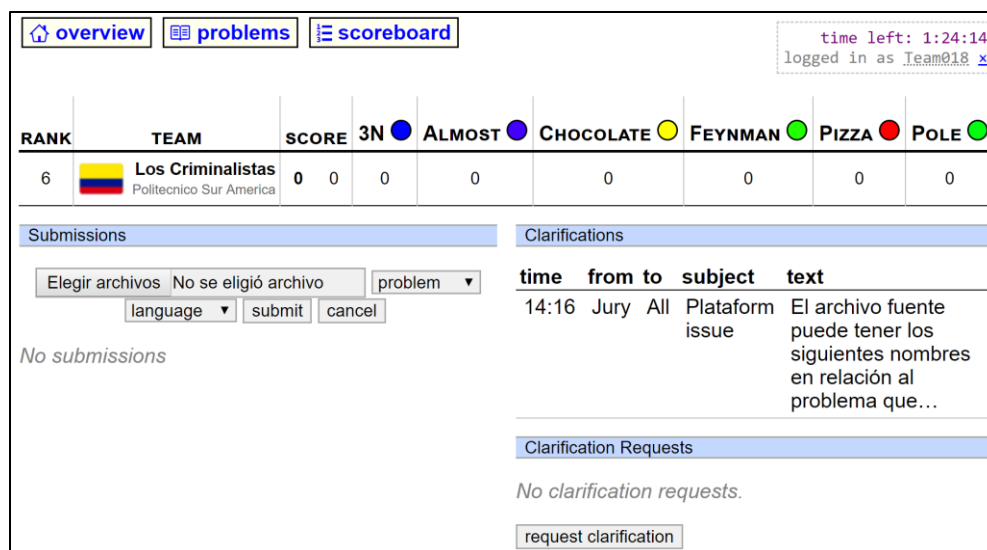 overview problems scoreboard
time left: 1:24:14
logged in as Team018 x
RANK TEAM SCORE 3N ALMOST CHOCOLATE FEYNMAN PIZZA POLE
6 Los Criminalistas 0 0 0 0 0 0 0 0
Politecnico Sur America
Submissions
Elegir archivos No se eligió archivo problem
language submit cancel
No submissions
Clarifications
time from to subject text
14:16 Jury All Plataform El archivo fuente
issue puede tener los
siguientes nombres
en relación al
problema que…
Clarification Requests
No clarification requests.
request clarification